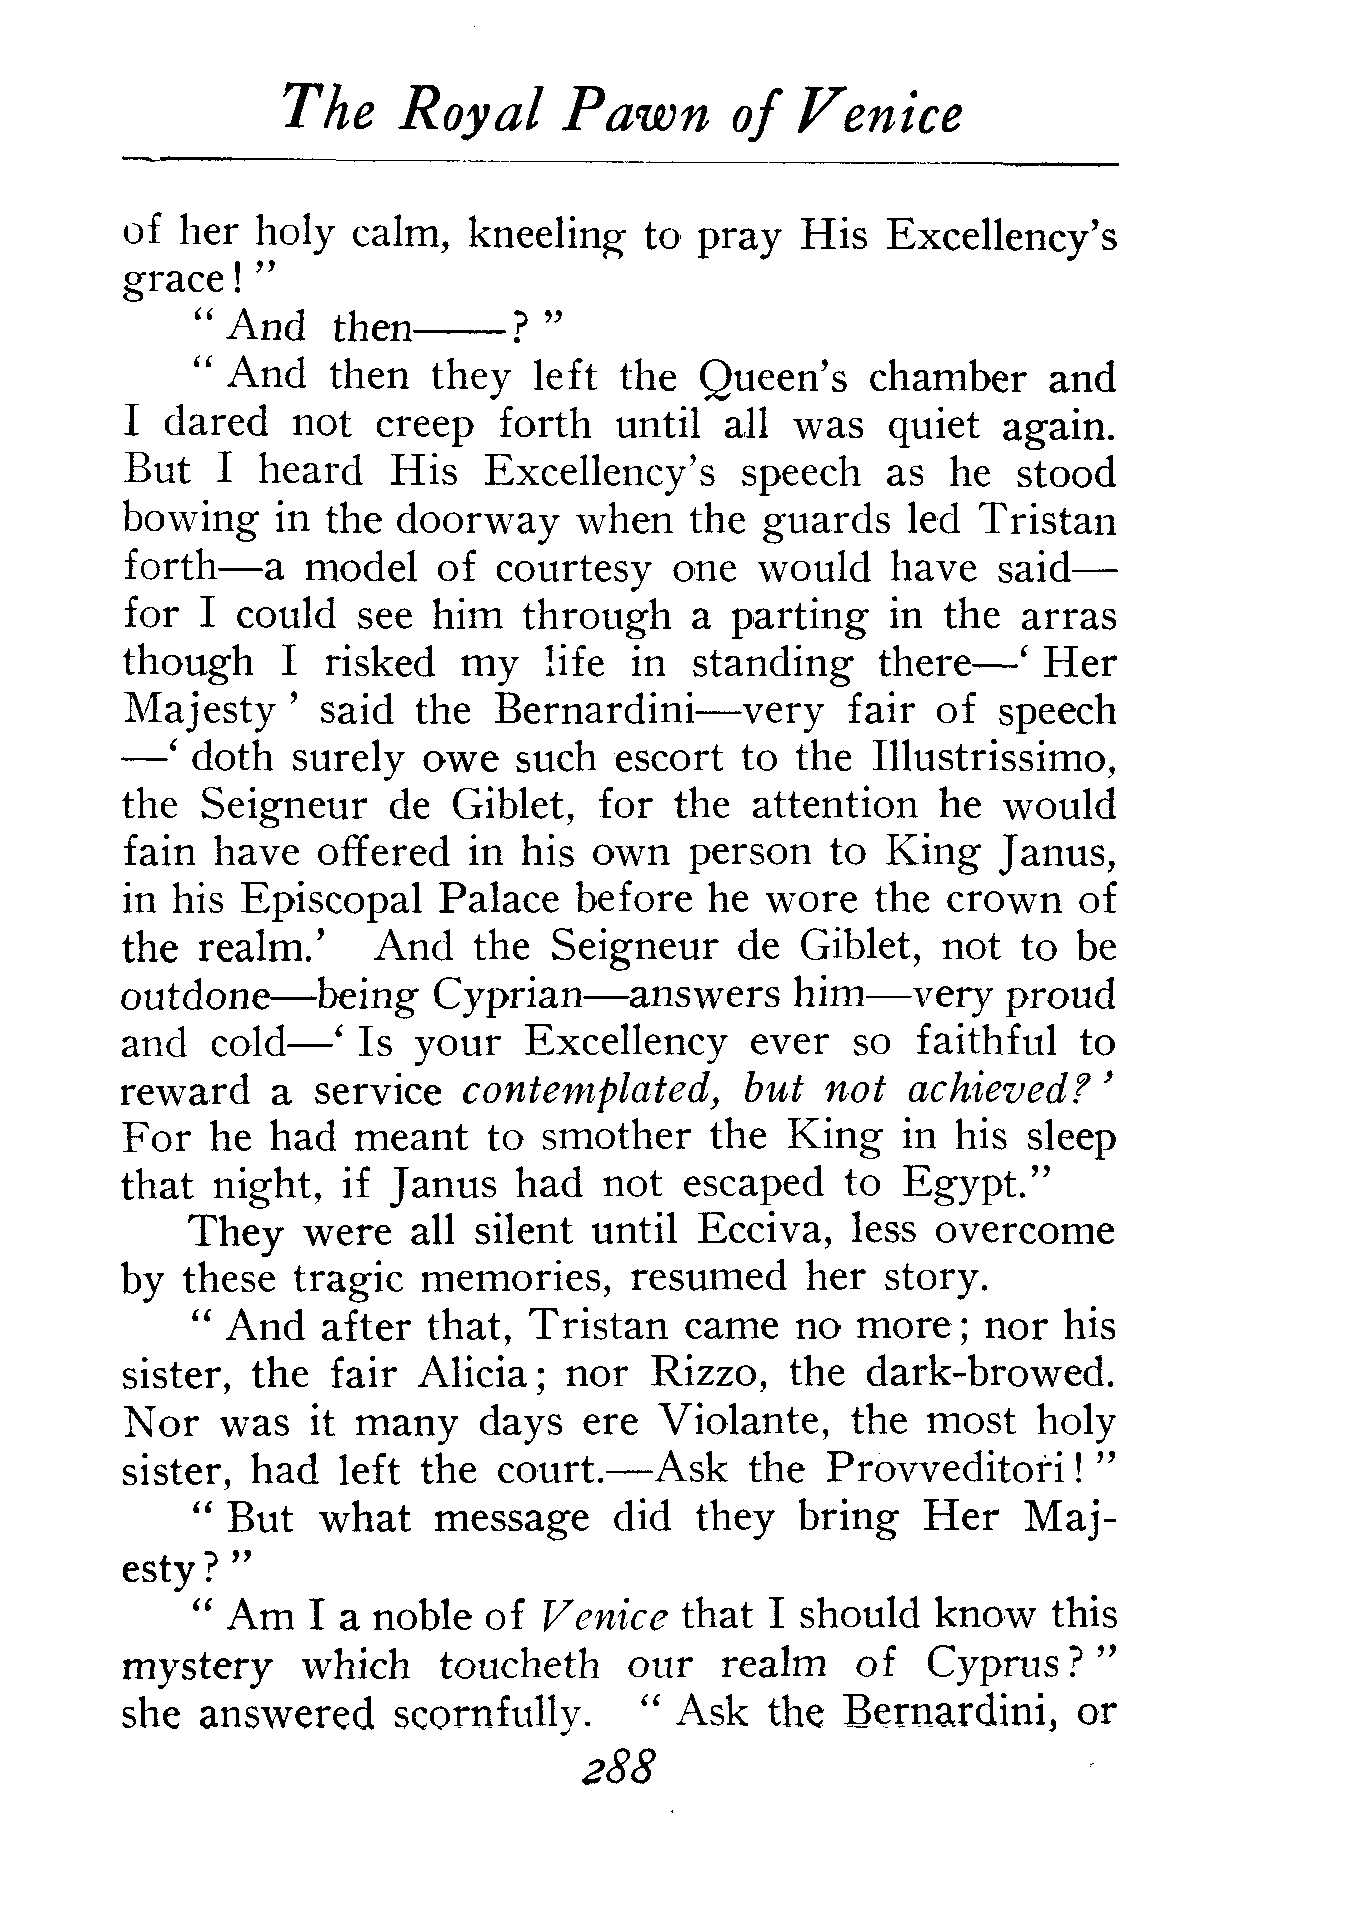 The Royal Pawn of Venice
of her holy calm, kneeling to pray His Excellency's
grace! "
" And then——? "
" And then they left the Queen's chamber and
I dared not creep forth until all was quiet again.
But I heard His Excellency's speech as he stood
bowing in the doorway when the guards led Tristan
forth—a model of courtesy one would have said—
for I could see him through a parting in the arras
though I risked my life in standing there—' Her
Majesty ' said the Bernardini—very fair of speech
—' doth surely owe such escort to the Illustrissimo,
the Seigneur de Giblet, for the attention he would
fain have offered in his own person to King Janus,
in his Episcopal Palace before he wore the crown of
the realm.' And the Seigneur de Giblet, not to be
outdone—being Cyprian—answers him—very proud
and cold—' Is your Excellency ever so faithful to
reward a service contemplated, but not achieved? '
For he had meant to smother the King in his sleep
that night, if Janus had not escaped to Egypt."
They were all silent until Ecciva, less overcome
by these tragic memories, resumed her story.
" And after that, Tristan came no more; nor his
sister, the fair Alicia; nor Rizzo, the dark-browed.
Nor was it many days ere Violante, the most holy
sister, had left the court.—Ask the Provveditori! "
" But what message did they bring Her Maj-
esty? "
" Am I a noble of Venice that I should know this
mystery which toucheth our realm of Cyprus? "
she answered scornfully. " Ask the Bernardini, or
288